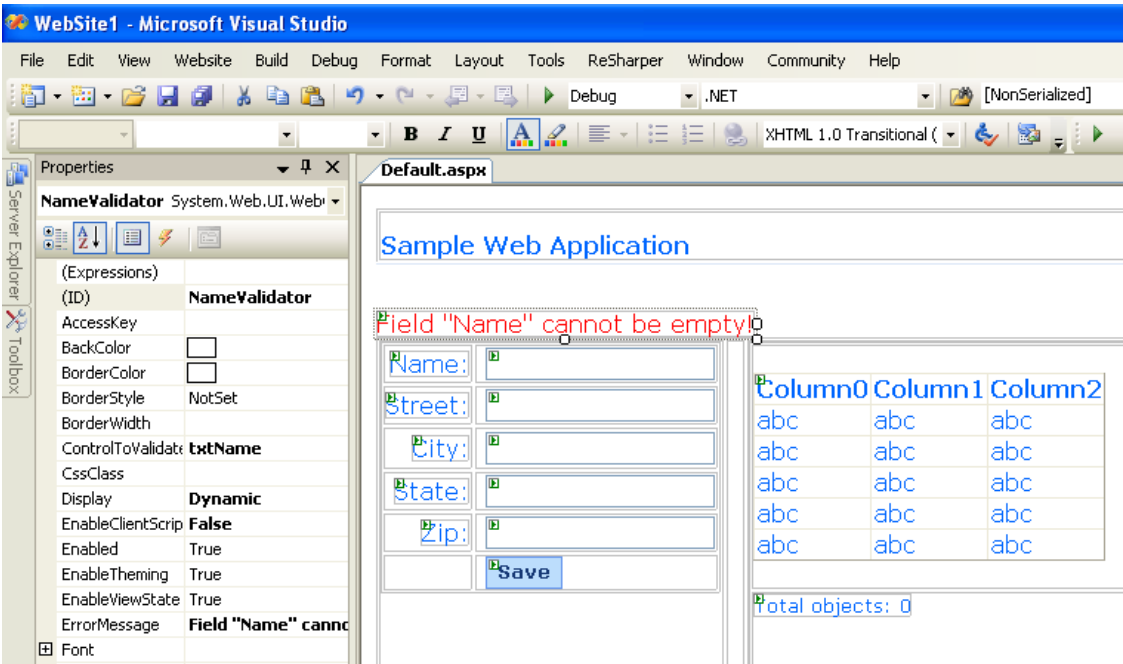 WebSite1 - Microsoft Visual Studio
File Edit View Website Build Debug Format Layout Tools ReSharper Window Community Help
Debug .NET [NonSerialized]
B I U A XHTML 1.0 Transitional (
Server Explorer
Toolbox
Properties
NameValidator System.Web.UI.Web
(Expressions)
(ID) NameValidator
AccessKey
BackColor
BorderColor
BorderStyle NotSet
BorderWidth
ControlToValidate txtName
CssClass
Display Dynamic
EnableClientScrip False
Enabled True
EnableTheming True
EnableViewState True
ErrorMessage Field "Name" canno
Font
Default.aspx
Sample Web Application
Field "Name" cannot be empty!
Name:
Street:
City:
State:
Zip:
Save
Column0 Column1 Column2
abc abc abc
abc abc abc
abc abc abc
abc abc abc
abc abc abc
Total objects: 0